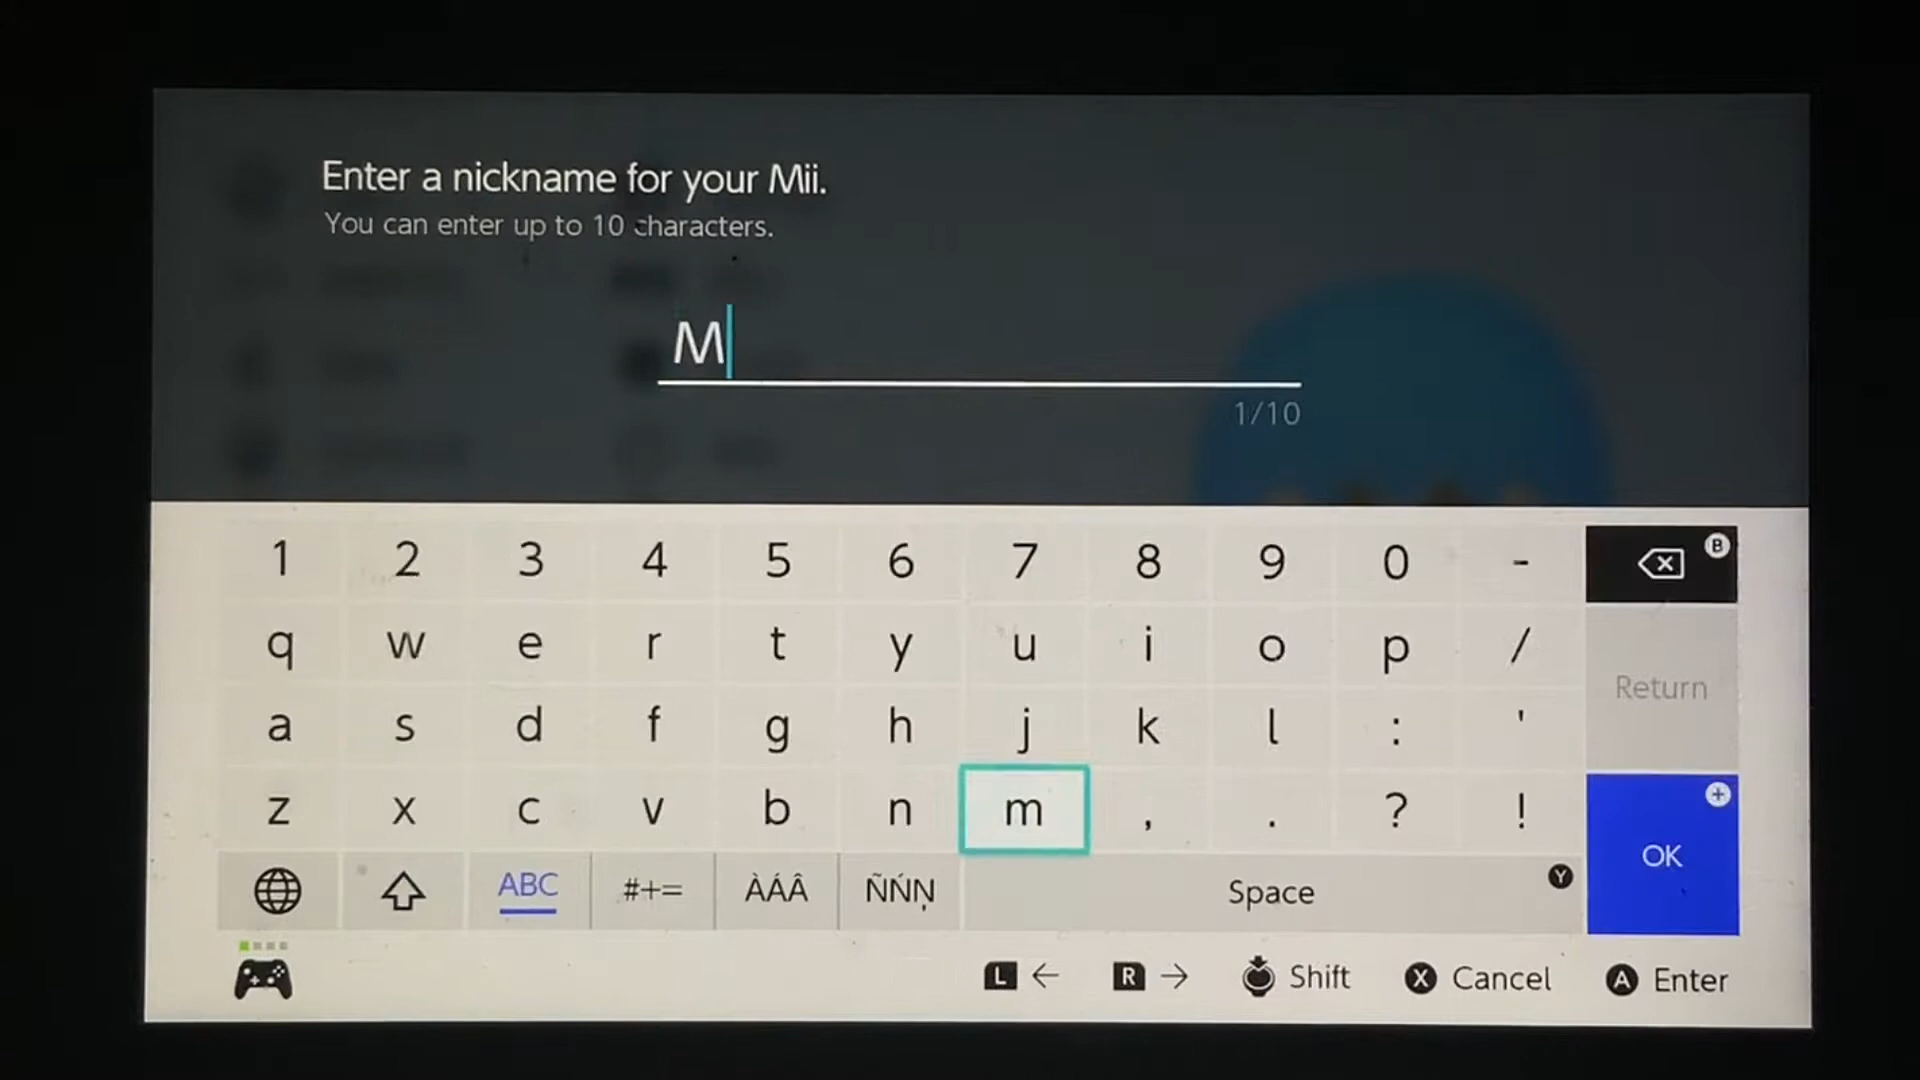 Enter a nickname for your Mii.
You can enter up to 10 characters.
M
1/10
1 2 3 4 5 6 7 8 9 0 - B
q w e r t y u i o p / Return
a s d f g h j k l : '
z x c v b n m , . ? ! +
OK
ABC #+= ÀÁÂ ÑŃŅ Space Y
L ← R → Shift X Cancel A Enter